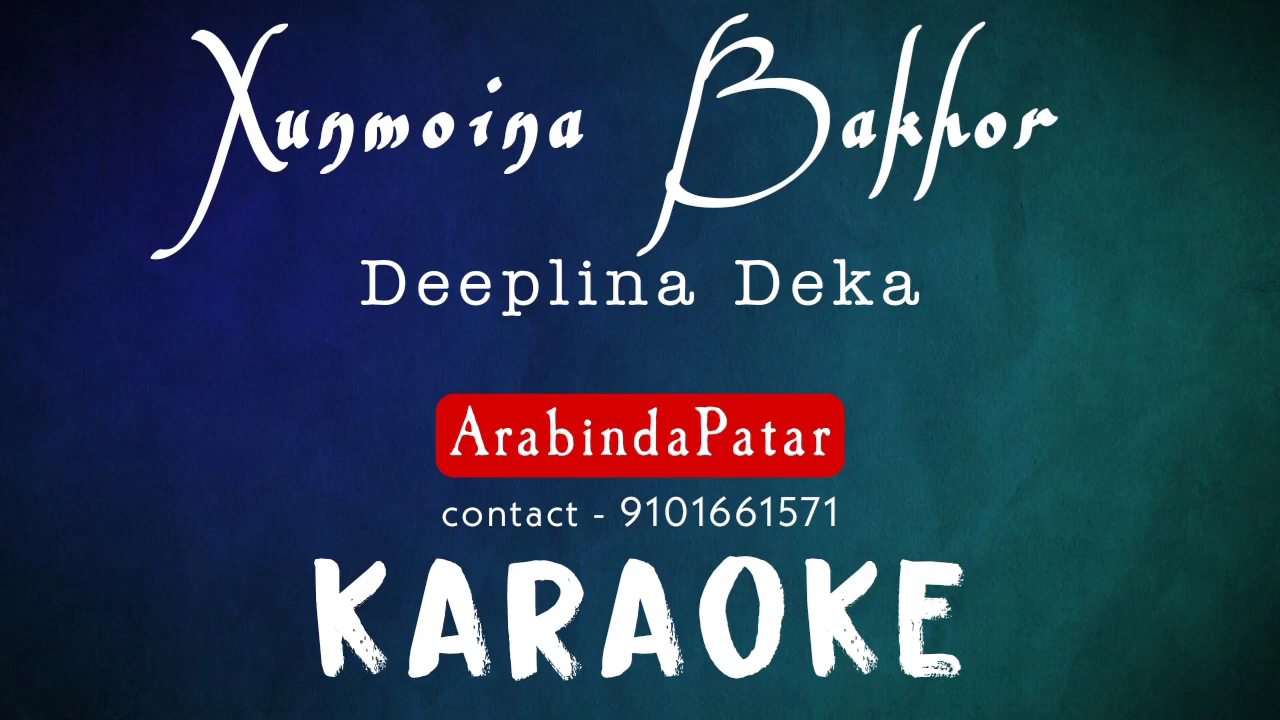 Xunmoina Bakhor
Deeplina Deka
ArabindaPatar
contact - 9101661571
KARAOKE